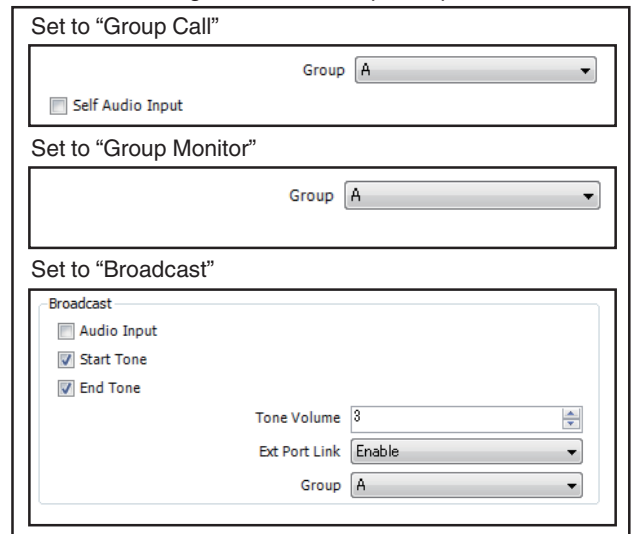 Set to “Group Call”
Group A
Self Audio Input
Set to “Group Monitor”
Group A
Set to “Broadcast”
Broadcast
Audio Input
Start Tone
End Tone
Tone Volume 3
Ext Port Link Enable
Group A